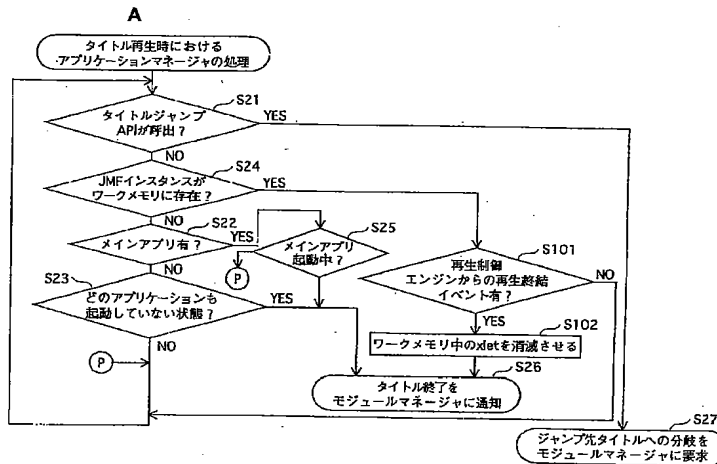 A
タイトル再生時における
アプリケーションマネージャの処理
S21
タイトルジャンプ
APIが呼出?
YES
NO
S24
JMFインスタンスが
ワークメモリに存在?
YES
NO
S22
メインアプリ有?
YES
NO
S25
メインアプリ
起動中?
P
S23
どのアプリケーションも
起動していない状態?
YES
NO
P
S101
再生制御
エンジンからの再生終結
イベント有?
NO
YES
S102
ワークメモリ中のxletを消滅させる
S26
タイトル終了を
モジュールマネージャに通知
S27
ジャンプ先タイトルへの分岐を
モジュールマネージャに要求